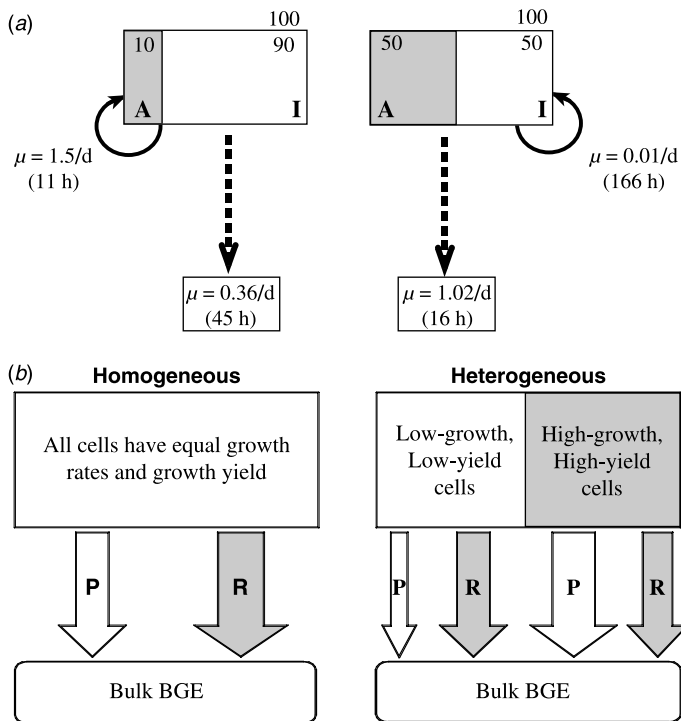 (a)
100
10 90
A I
μ = 1.5/d
(11 h)
μ = 0.36/d
(45 h)
100
50 50
A I
μ = 0.01/d
(166 h)
μ = 1.02/d
(16 h)
(b)
Homogeneous
All cells have equal growth
rates and growth yield
P R
Bulk BGE
Heterogeneous
Low-growth,
Low-yield
cells
High-growth,
High-yield
cells
P R P R
Bulk BGE